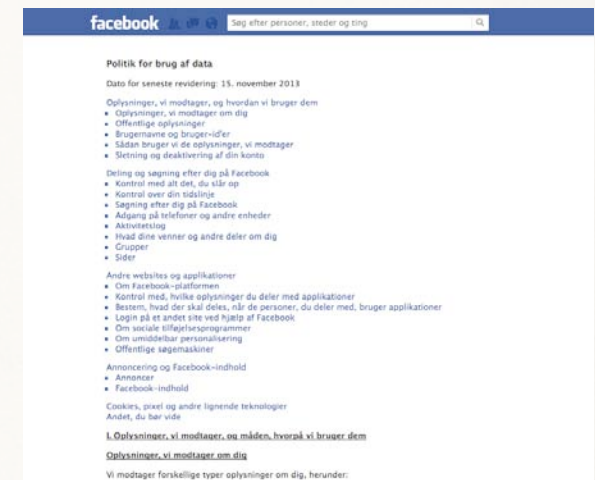 facebook
Søg efter personer, steder og ting
Politik for brug af data
Dato for seneste revidering: 15. november 2013
Oplysninger, vi modtager, og hvordan vi bruger dem
Oplysninger, vi modtager om dig
Offentlige oplysninger
Brugernavne og bruger-id'er
Sådan bruger vi de oplysninger, vi modtager
Sletning og deaktivering af din konto
Deling og søgning efter dig på Facebook
Kontrol med alt det, du slår op
Kontrol over din tidslinje
Søgning efter dig på Facebook
Adgang på telefoner og andre enheder
Aktivitetslog
Hvad dine venner og andre deler om dig
Grupper
Sider
Andre websites og applikationer
Om Facebook-platformen
Kontrol med, hvilke oplysninger du deler med applikationer
Bestem, hvad der skal deles, når de personer, du deler med, bruger applikationer
Login på et andet site ved hjælp af Facebook
Om sociale tilføjelsesprogrammer
Om umiddelbar personalisering
Offentlige søgemaskiner
Annoncering og Facebook-indhold
Annoncer
Facebook-indhold
Cookies, pixel og andre lignende teknologier
Andet, du bør vide
I. Oplysninger, vi modtager, og måden, hvorpå vi bruger dem
Oplysninger, vi modtager om dig
Vi modtager forskellige typer oplysninger om dig, herunder: